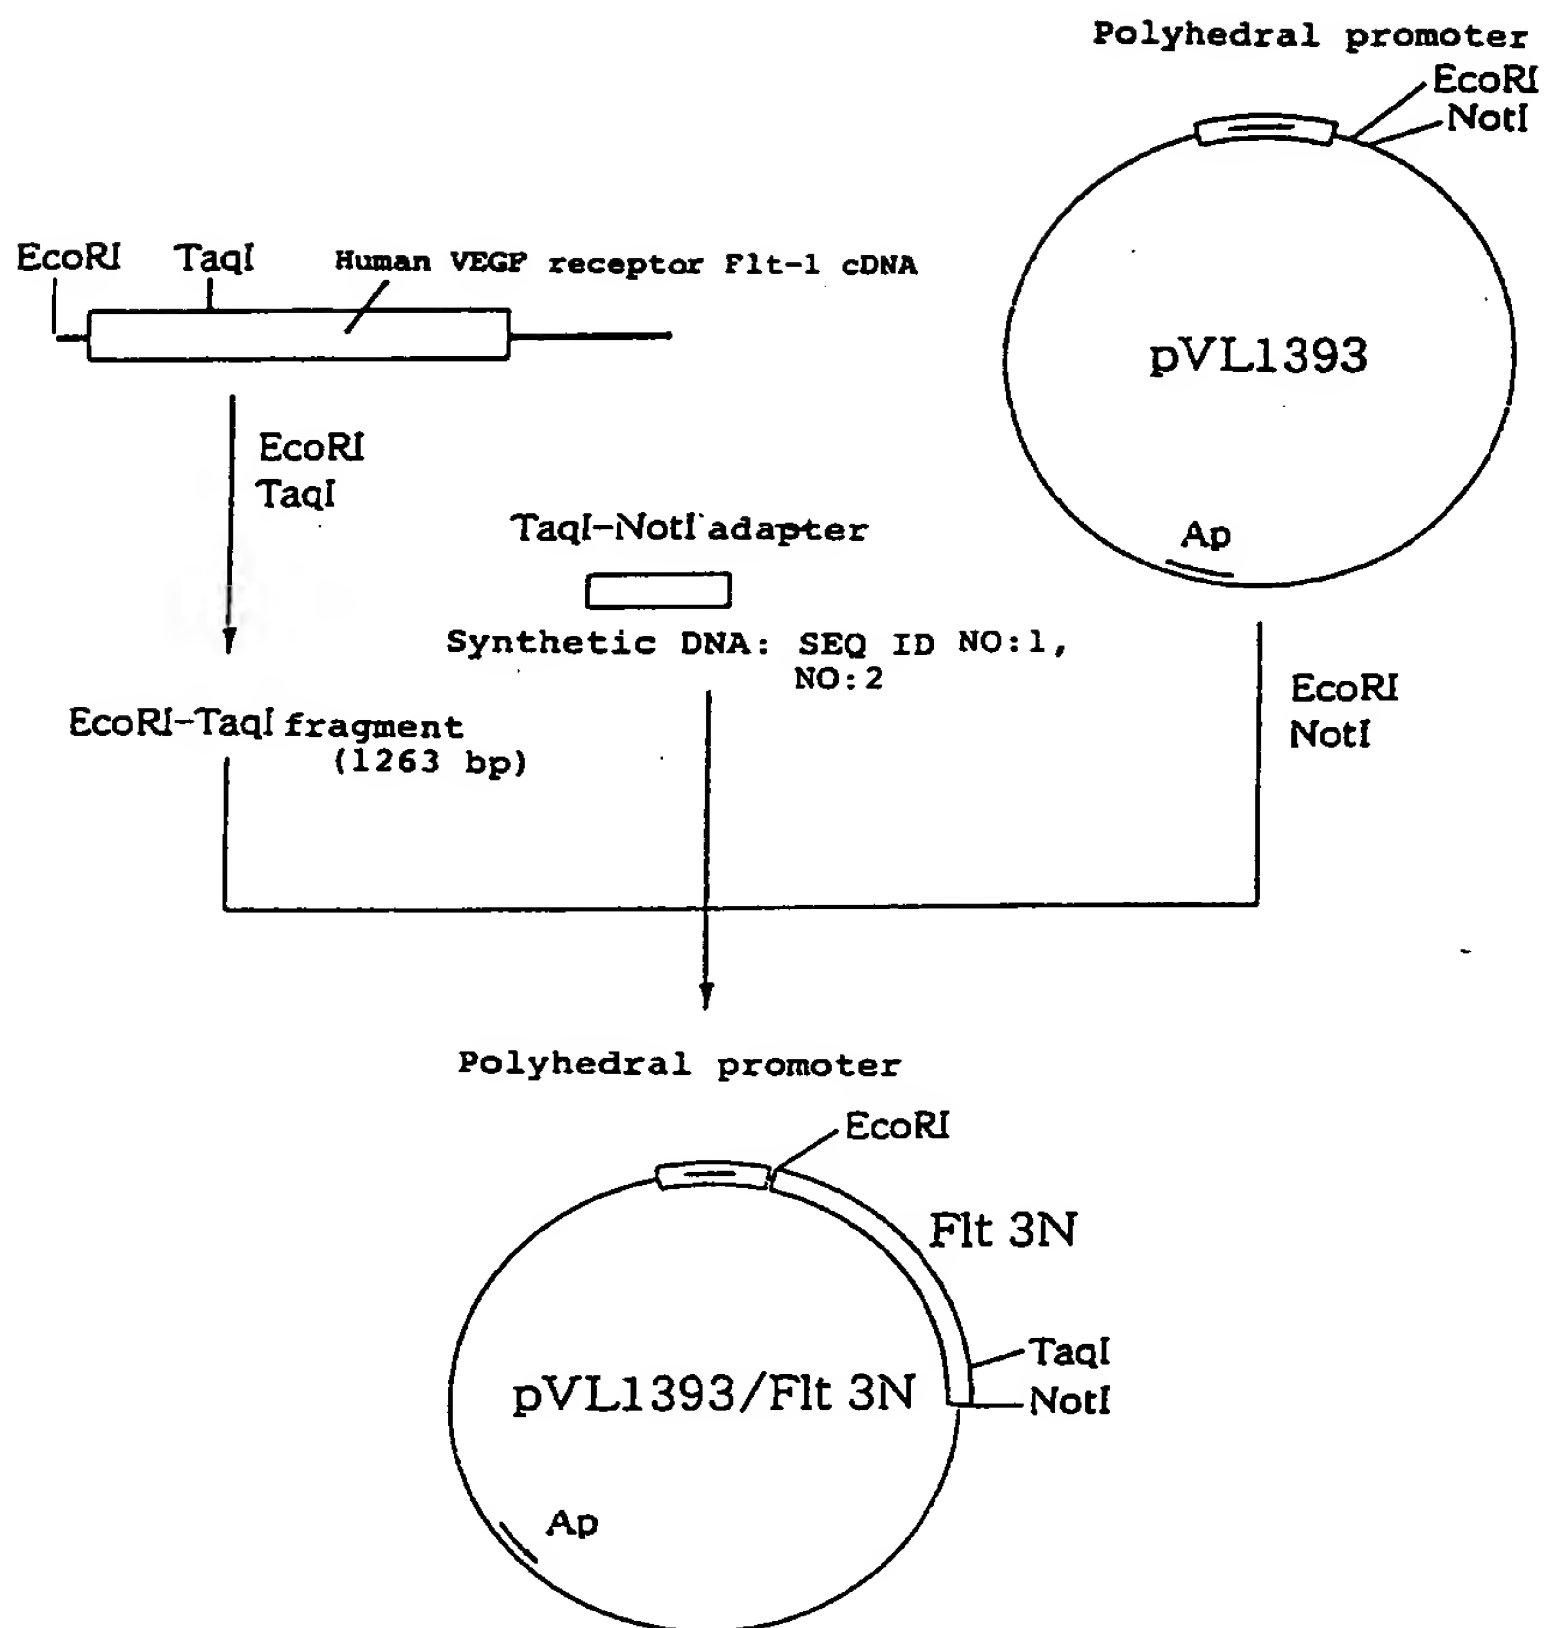 Polyhedral promoter
EcoRI
NotI
EcoRI
TaqI
Human VEGF receptor Flt-1 cDNA
pVL1393
EcoRI
TaqI
TaqI-NotI adapter
Ap
Synthetic DNA: SEQ ID NO:1,
NO:2
EcoRI-TaqI fragment
(1263 bp)
EcoRI
NotI
Polyhedral promoter
EcoRI
Flt 3N
TaqI
pVL1393/Flt 3N
NotI
Ap